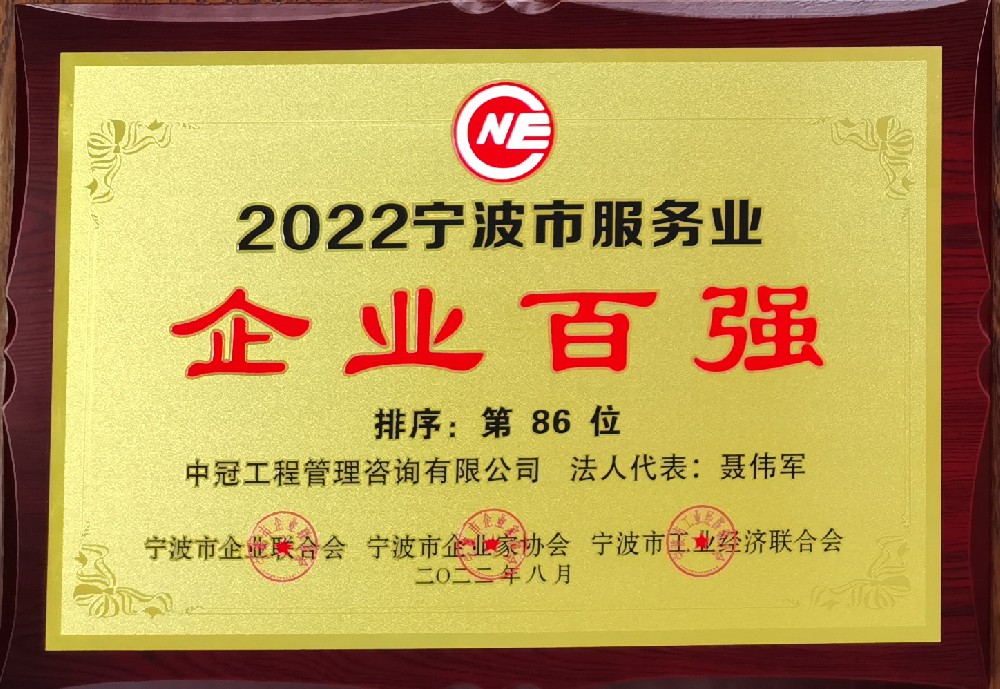 NE
2022宁波市服务业
企业百强
排序：第 86 位
中冠工程管理咨询有限公司 法人代表：聂伟军
宁波市企业联合会 宁波市企业家协会 宁波市工业经济联合会
二〇二二年八月